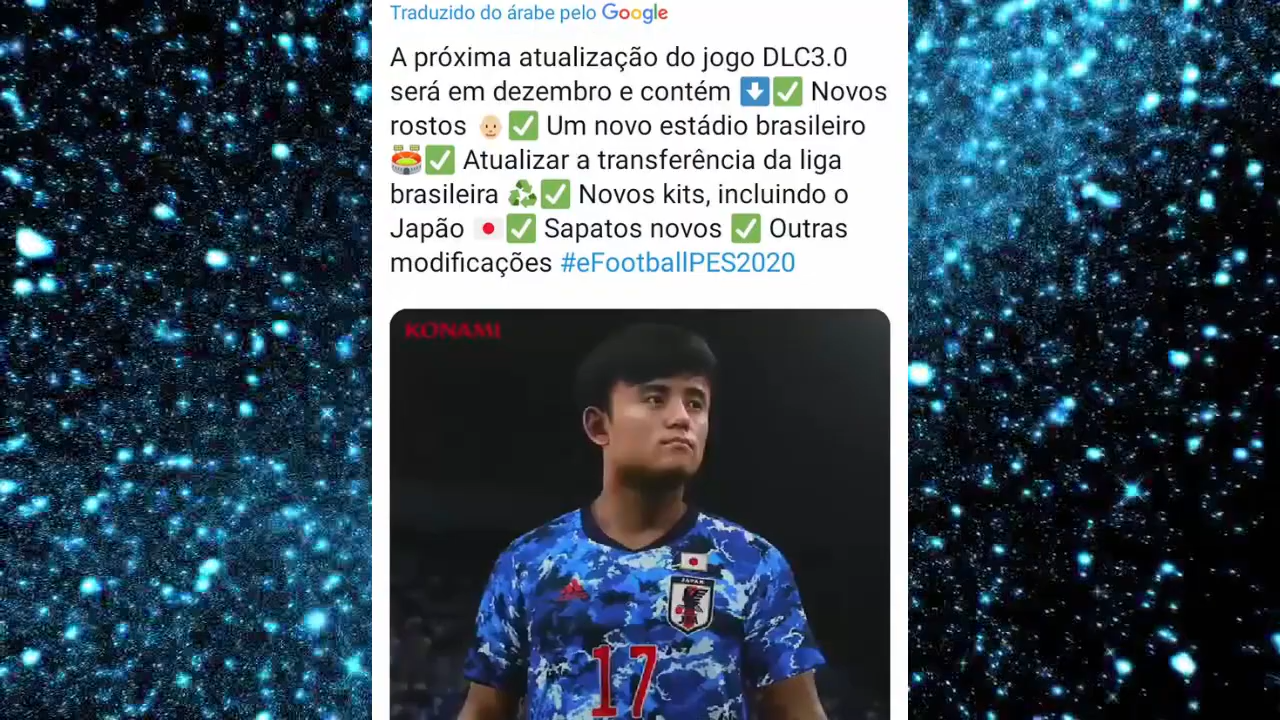 Traduzido do árabe pelo Google
A próxima atualização do jogo DLC3.0
será em dezembro e contém ⬇️✅ Novos
rostos 👶🏼✅ Um novo estádio brasileiro
🏟️✅ Atualizar a transferência da liga
brasileira ♻️✅ Novos kits, incluindo o
Japão 🇯🇵✅ Sapatos novos ✅ Outras
modificações #eFootballPES2020
KONAMI
JAPAN
JFA
17